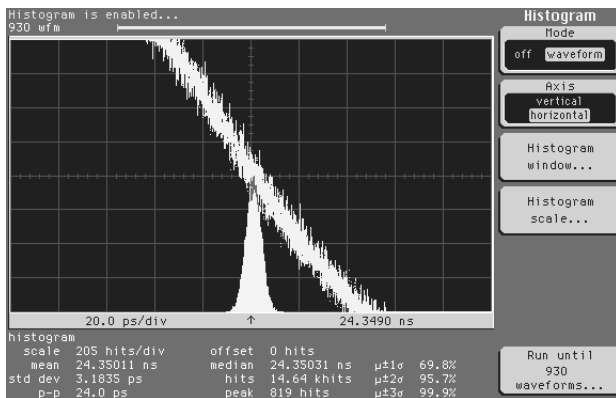 Histogram is enabled...
930 wfm
Histogram
Mode
off waveform
Axis
vertical
horizontal
Histogram
window...
Histogram
scale...
20.0 ps/div ↑ 24.3490 ns
histogram
scale 205 hits/div offset 0 hits
mean 24.35011 ns median 24.35031 ns µ±1σ 69.8%
std dev 3.1835 ps hits 14.64 khits µ±2σ 95.7%
p-p 24.0 ps peak 819 hits µ±3σ 99.9%
Run until
930
waveforms...